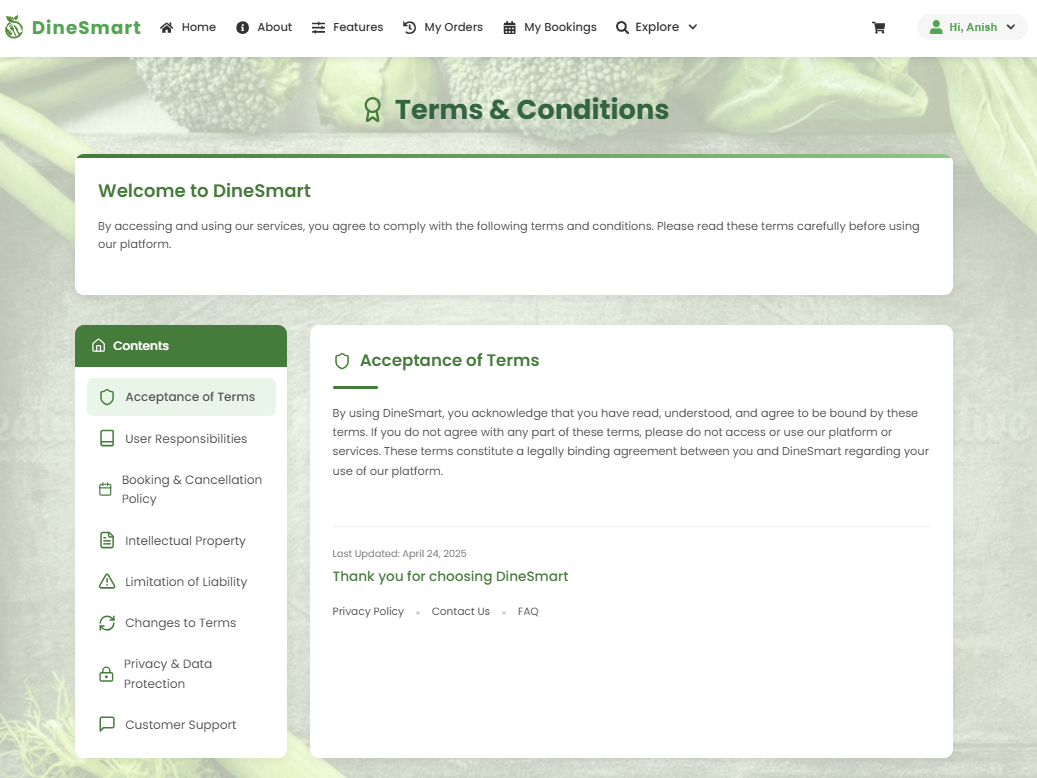 DineSmart
Home
About
Features
My Orders
My Bookings
Explore
Hi, Anish
Terms & Conditions
Welcome to DineSmart
By accessing and using our services, you agree to comply with the following terms and conditions. Please read these terms carefully before using
our platform.
Contents
Acceptance of Terms
User Responsibilities
Booking & Cancellation
Policy
Intellectual Property
Limitation of Liability
Changes to Terms
Privacy & Data
Protection
Customer Support
Acceptance of Terms
By using DineSmart, you acknowledge that you have read, understood, and agree to be bound by these
terms. If you do not agree with any part of these terms, please do not access or use our platform or
services. These terms constitute a legally binding agreement between you and DineSmart regarding your
use of our platform.
Last Updated: April 24, 2025
Thank you for choosing DineSmart
Privacy Policy
Contact Us
FAQ